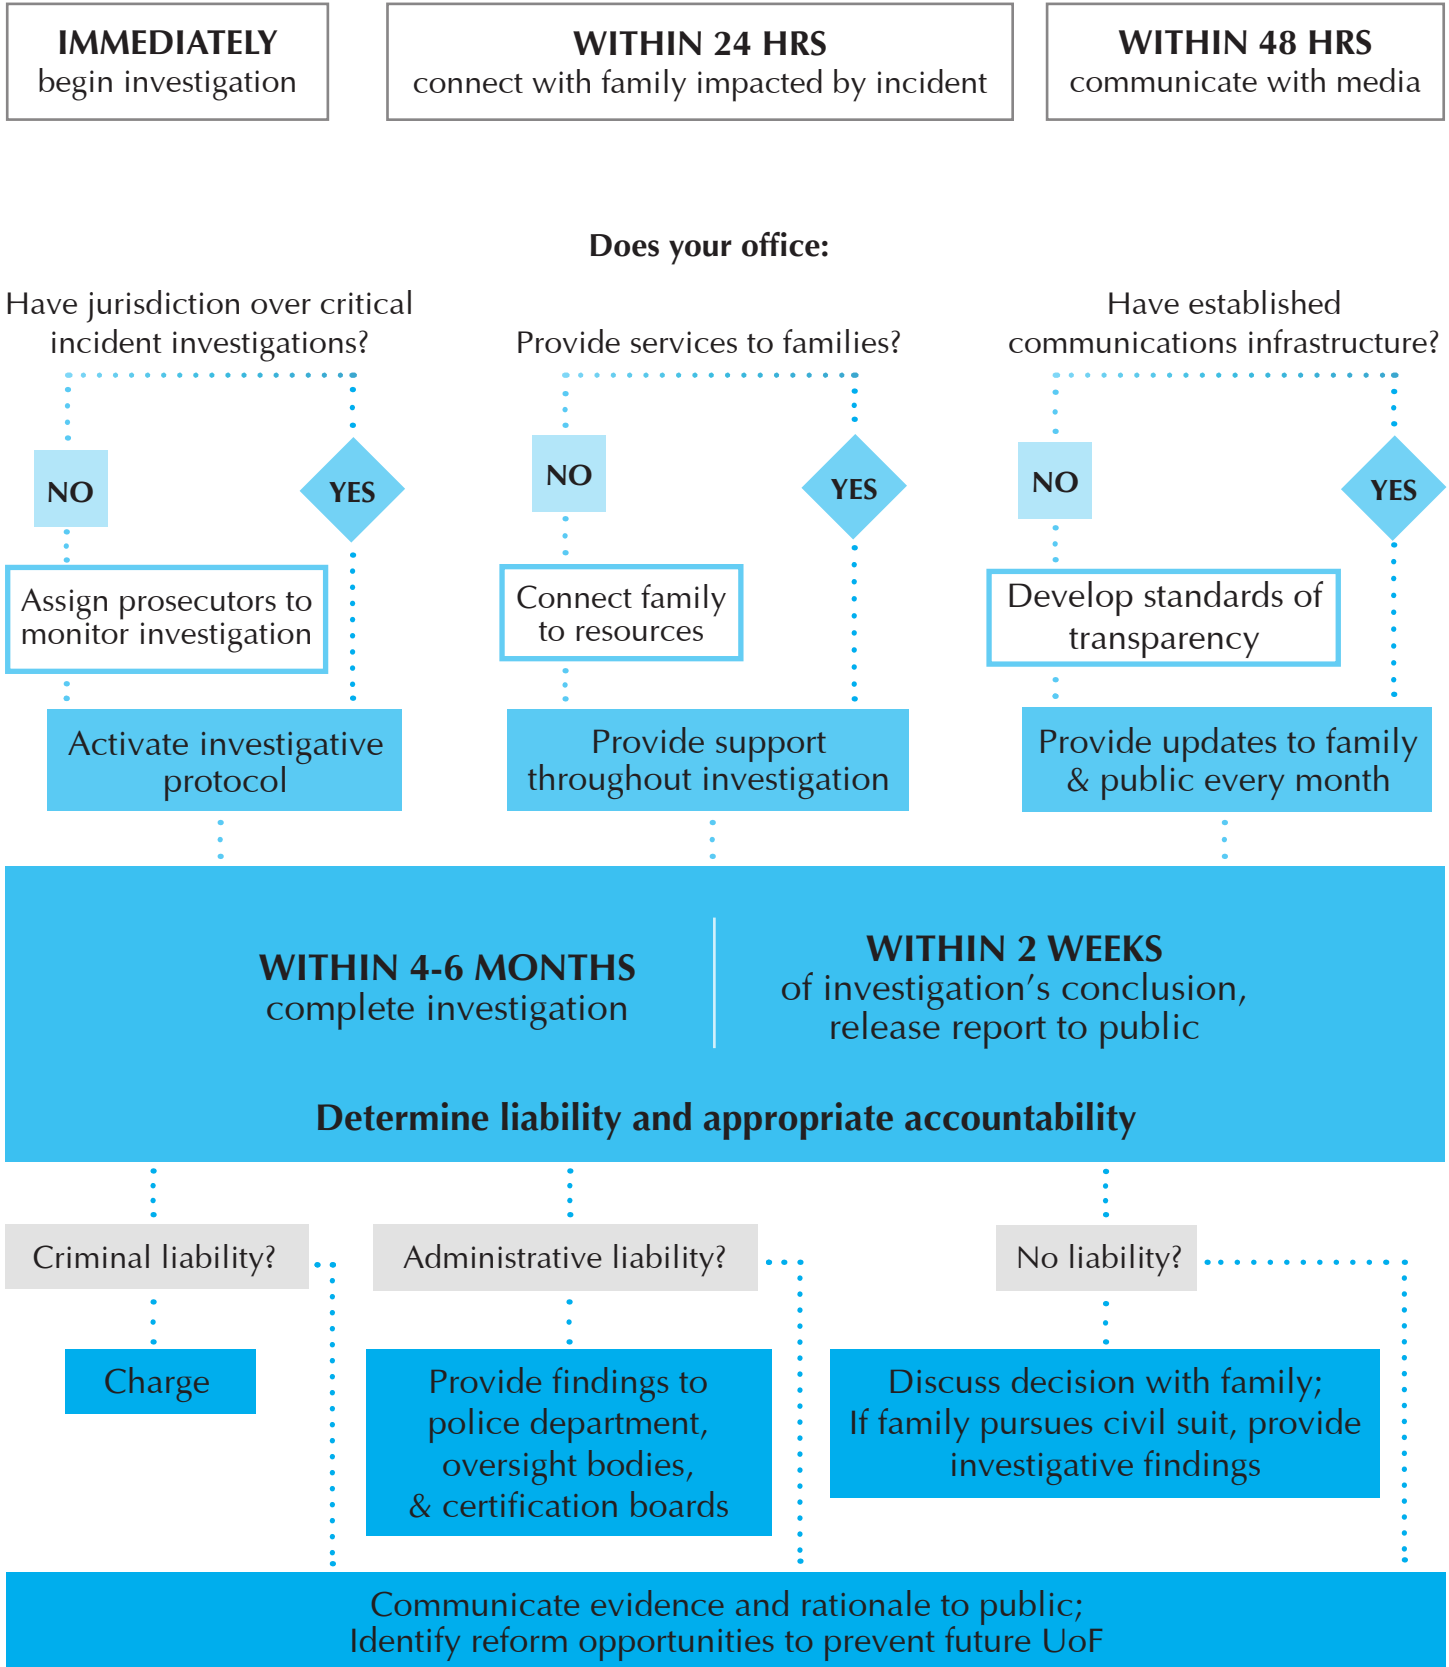 IMMEDIATELY
begin investigation
WITHIN 24 HRS
connect with family impacted by incident
WITHIN 48 HRS
communicate with media
Does your office:
Have jurisdiction over critical
incident investigations?
Provide services to families?
Have established
communications infrastructure?
NO
YES
NO
YES
NO
YES
Assign prosecutors to
monitor investigation
Connect family
to resources
Develop standards of
transparency
Activate investigative
protocol
Provide support
throughout investigation
Provide updates to family
& public every month
WITHIN 4-6 MONTHS
complete investigation
WITHIN 2 WEEKS
of investigation's conclusion,
release report to public
Determine liability and appropriate accountability
Criminal liability?
Administrative liability?
No liability?
Charge
Provide findings to
police department,
oversight bodies,
& certification boards
Discuss decision with family;
If family pursues civil suit, provide
investigative findings
Communicate evidence and rationale to public;
Identify reform opportunities to prevent future UoF